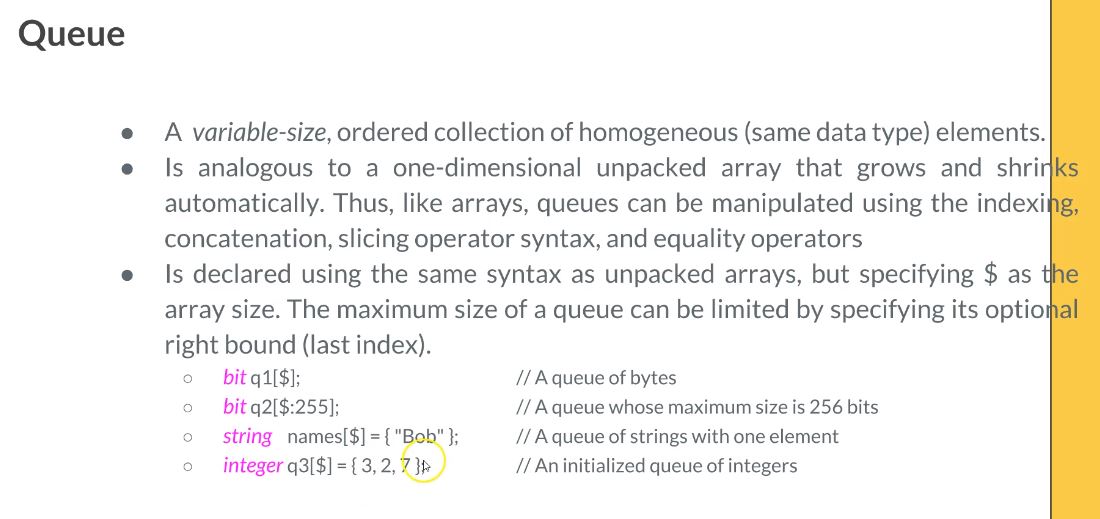 Queue
● A variable-size, ordered collection of homogeneous (same data type) elements.
● Is analogous to a one-dimensional unpacked array that grows and shrinks
automatically. Thus, like arrays, queues can be manipulated using the indexing,
concatenation, slicing operator syntax, and equality operators
● Is declared using the same syntax as unpacked arrays, but specifying $ as the
array size. The maximum size of a queue can be limited by specifying its optional
right bound (last index).
○ bit q1[$]; // A queue of bytes
○ bit q2[$:255]; // A queue whose maximum size is 256 bits
○ string names[$] = { "Bob" }; // A queue of strings with one element
○ integer q3[$] = { 3, 2, 7 }; // An initialized queue of integers